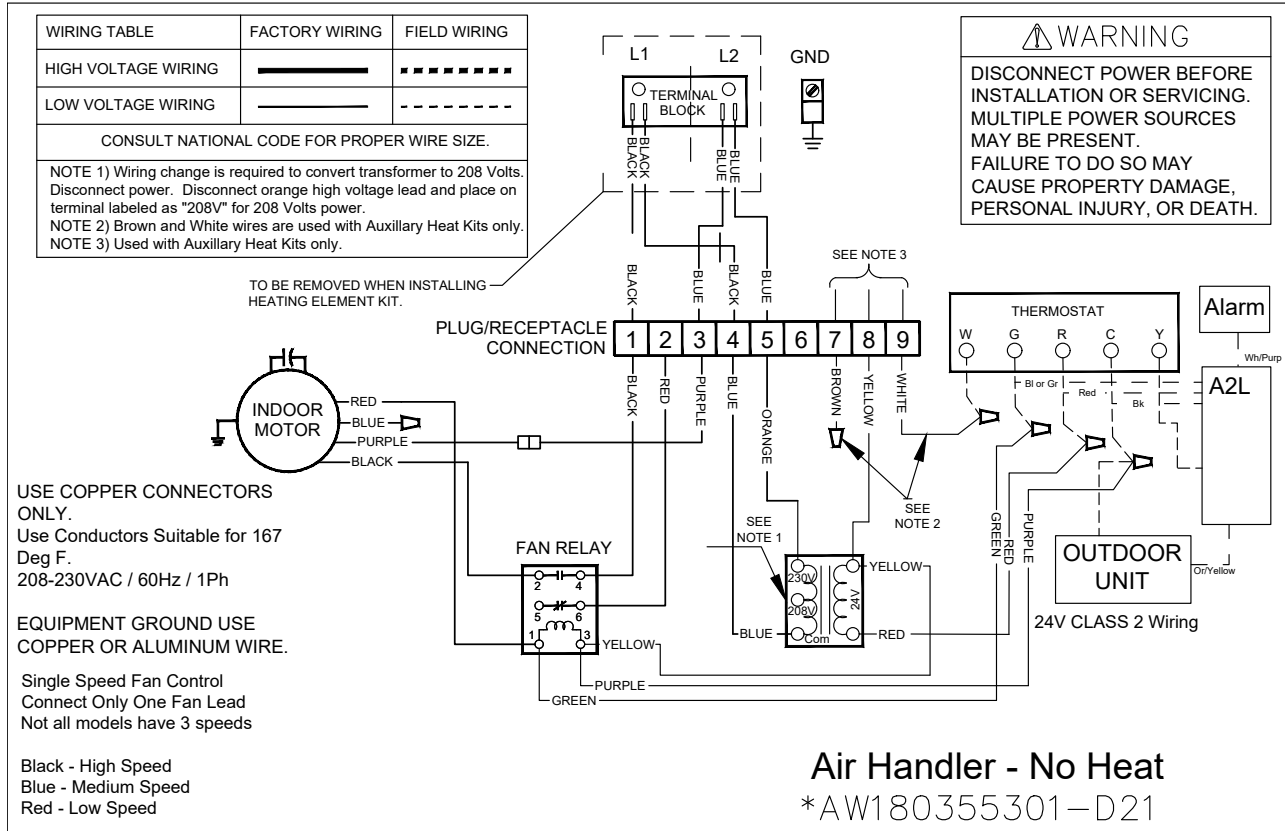 WIRING TABLE FACTORY WIRING FIELD WIRING
HIGH VOLTAGE WIRING
LOW VOLTAGE WIRING
CONSULT NATIONAL CODE FOR PROPER WIRE SIZE.
NOTE 1) Wiring change is required to convert transformer to 208 Volts.
Disconnect power. Disconnect orange high voltage lead and place on
terminal labeled as "208V" for 208 Volts power.
NOTE 2) Brown and White wires are used with Auxillary Heat Kits only.
NOTE 3) Used with Auxillary Heat Kits only.
L1 L2
TERMINAL
BLOCK
GND
BLACK
BLACK
BLUE
BLUE
WARNING
DISCONNECT POWER BEFORE
INSTALLATION OR SERVICING.
MULTIPLE POWER SOURCES
MAY BE PRESENT.
FAILURE TO DO SO MAY
CAUSE PROPERTY DAMAGE,
PERSONAL INJURY, OR DEATH.
TO BE REMOVED WHEN INSTALLING
HEATING ELEMENT KIT.
BLACK
BLUE
BLACK
BLUE
SEE NOTE 3
PLUG/RECEPTACLE
CONNECTION
1 2 3 4 5 6 7 8 9
BLACK
RED
PURPLE
BLUE
ORANGE
BROWN
YELLOW
WHITE
THERMOSTAT
W G R C Y
Alarm
Wh/Purp
A2L
Bl or Gr
Red
Bk
INDOOR
MOTOR
RED
BLUE
PURPLE
BLACK
SEE
NOTE 2
SEE
NOTE 1
GREEN
RED
PURPLE
OUTDOOR
UNIT
Or/Yellow
24V CLASS 2 Wiring
USE COPPER CONNECTORS
ONLY.
Use Conductors Suitable for 167
Deg F.
208-230VAC / 60Hz / 1Ph
EQUIPMENT GROUND USE
COPPER OR ALUMINUM WIRE.
Single Speed Fan Control
Connect Only One Fan Lead
Not all models have 3 speeds
Black - High Speed
Blue - Medium Speed
Red - Low Speed
FAN RELAY
2 4
5 6
1 3
230V
208V
Com
24V
YELLOW
BLUE
RED
YELLOW
PURPLE
GREEN
Air Handler - No Heat
*AW180355301-D21